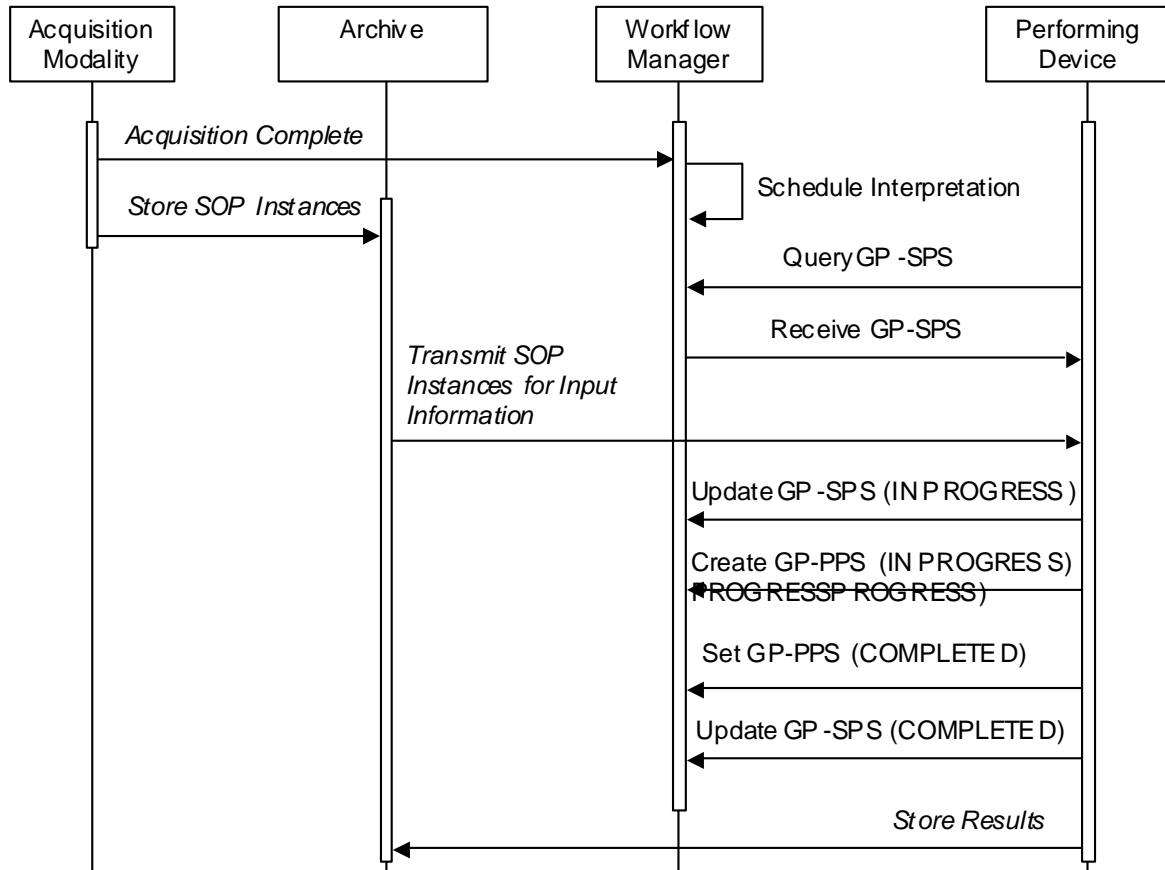 Acquisition
Modality
Archive
Workflow
Manager
Performing
Device
Acquisition Complete
Schedule Interpretation
Store SOP Instances
Query GP-SPS
Receive GP-SPS
Transmit SOP
Instances for Input
Information
Update GP-SPS (IN PROGRESS)
Create GP-PPS (IN PROGRESS)
PROGRESSPROGRESS)
Set GP-PPS (COMPLETED)
Update GP-SPS (COMPLETED)
Store Results